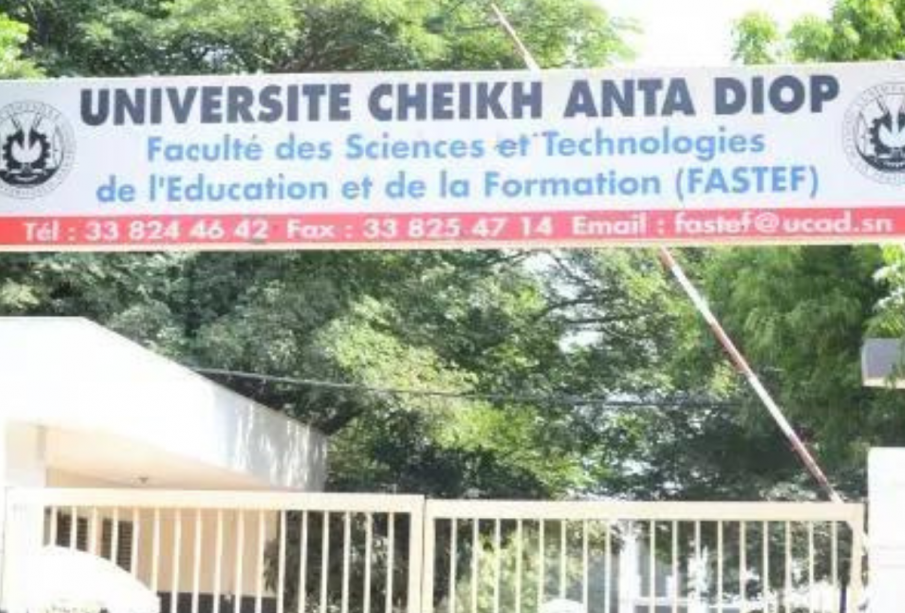 UNIVERSITE CHEIKH ANTA DIOP
Faculté des Sciences et Technologies
de l'Education et de la Formation (FASTEF)
Tél : 33 824 46 42 Fax : 33 825 47 14 Email : fastef@ucad.sn